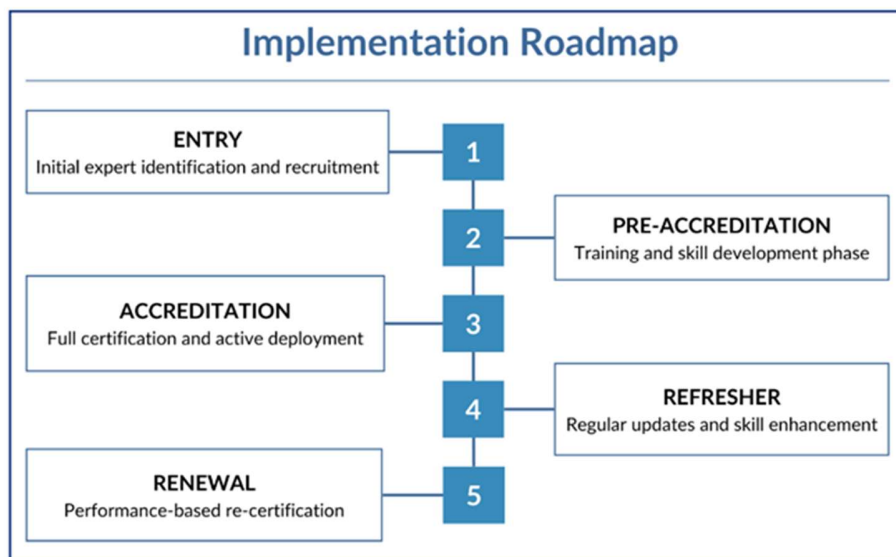 Implementation Roadmap
ENTRY
Initial expert identification and recruitment
1
2
PRE-ACCREDITATION
Training and skill development phase
ACCREDITATION
Full certification and active deployment
3
4
REFRESHER
Regular updates and skill enhancement
RENEWAL
Performance-based re-certification
5